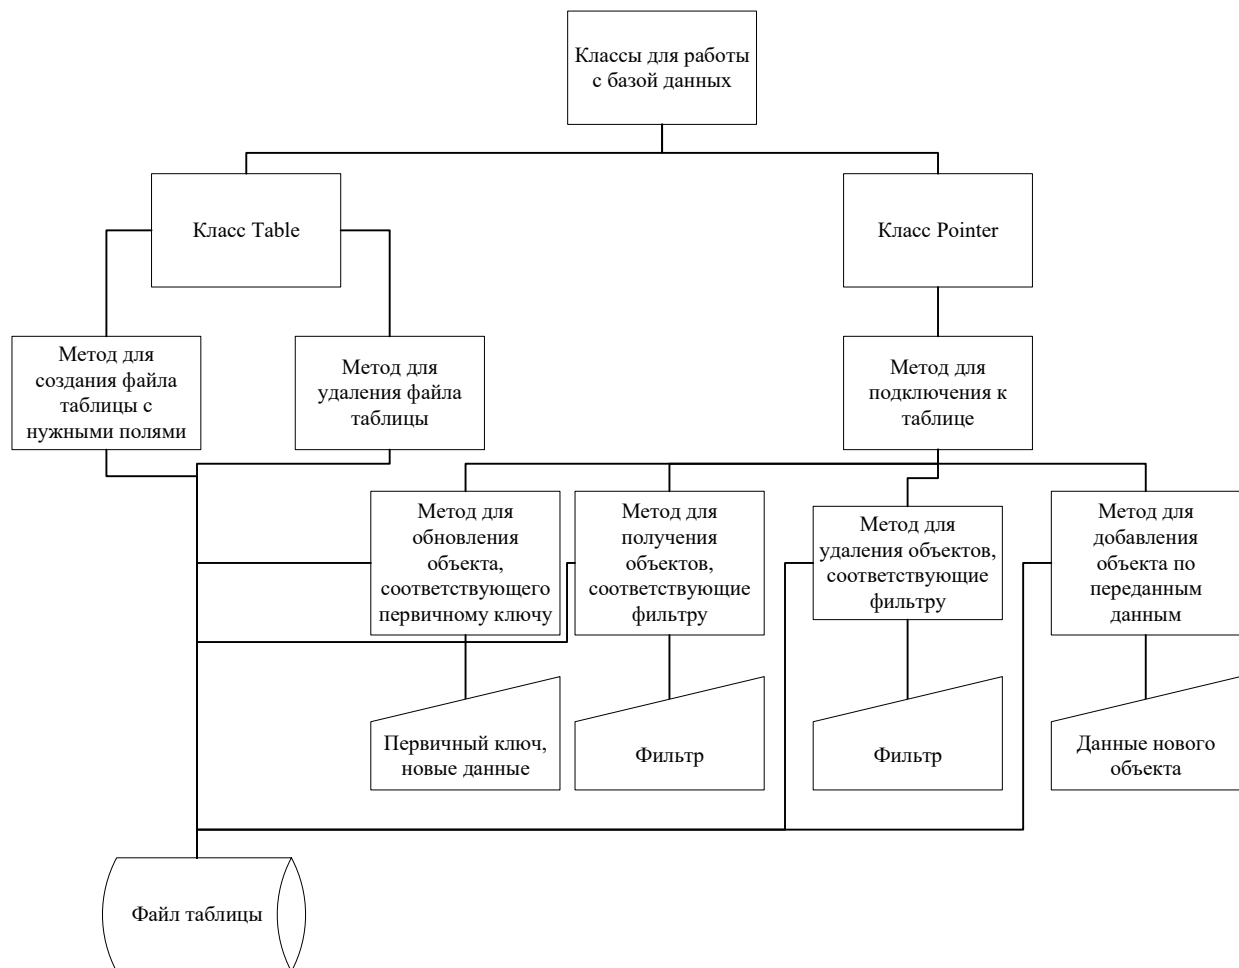 Классы для работы
с базой данных
Класс Table
Класс Pointer
Метод для
создания файла
таблицы с
нужными полями
Метод для
удаления файла
таблицы
Метод для
подключения к
таблице
Метод для
обновления
объекта,
соответствующего
первичному ключу
Метод для
получения
объектов,
соответствующие
фильтру
Метод для
удаления объектов,
соответствующие
фильтру
Метод для
добавления
объекта по
переданным
данным
Первичный ключ,
новые данные
Фильтр
Фильтр
Данные нового
объекта
Файл таблицы